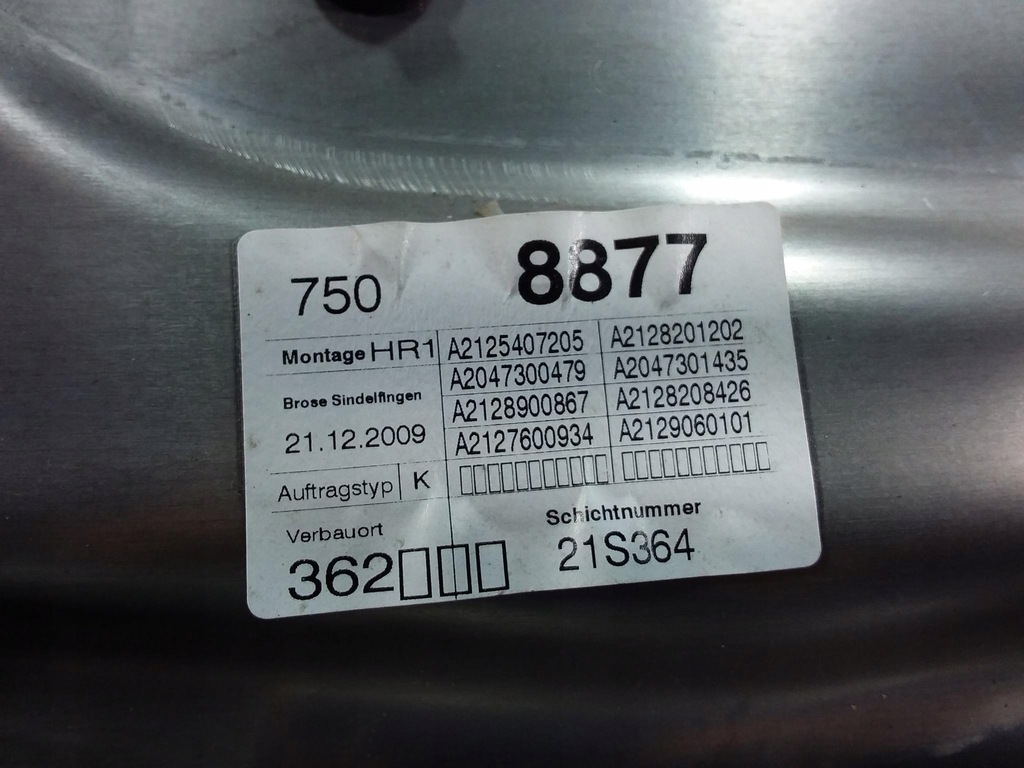 750 8877
Montage HR1 A2125407205 A2128201202
A2047300479 A2047301435
Brose Sindelfingen A2128900867 A2128208426
21.12.2009 A2127600934 A2129060101
Auftragstyp K
Verbauort Schichtnummer
362 21S364